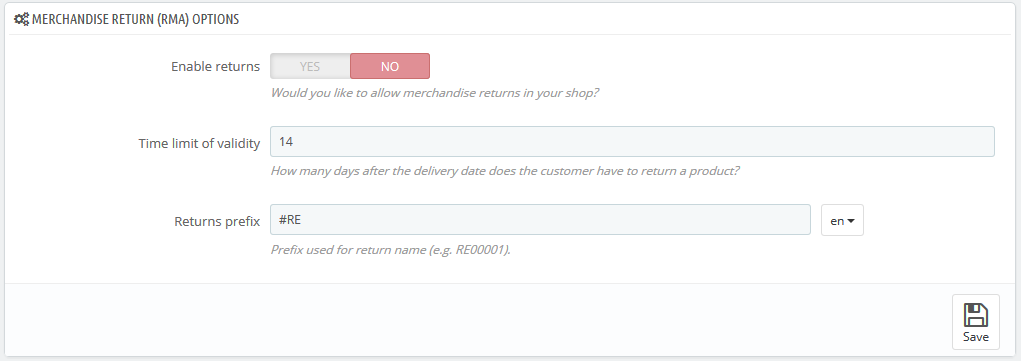 MERCHANDISE RETURN (RMA) OPTIONS
Enable returns YES NO
Would you like to allow merchandise returns in your shop?
Time limit of validity 14
How many days after the delivery date does the customer have to return a product?
Returns prefix #RE en
Prefix used for return name (e.g. RE00001).
Save